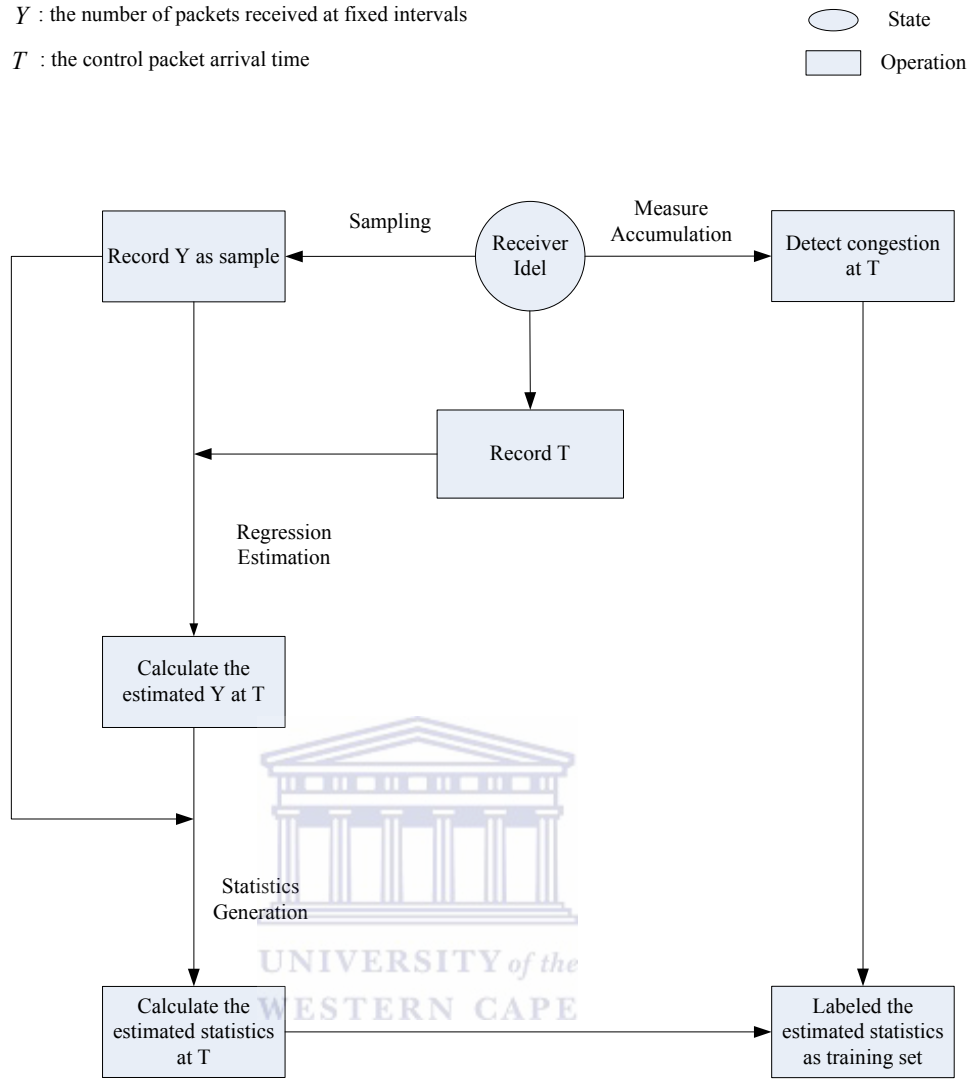 Y : the number of packets received at fixed intervals
T : the control packet arrival time
State
Operation
Sampling
Measure
Accumulation
Record Y as sample
Receiver
Idel
Detect congestion
at T
Record T
Regression
Estimation
Calculate the
estimated Y at T
Statistics
Generation
UNIVERSITY of the
WESTERN CAPE
Calculate the
estimated statistics
at T
Labeled the
estimated statistics
as training set